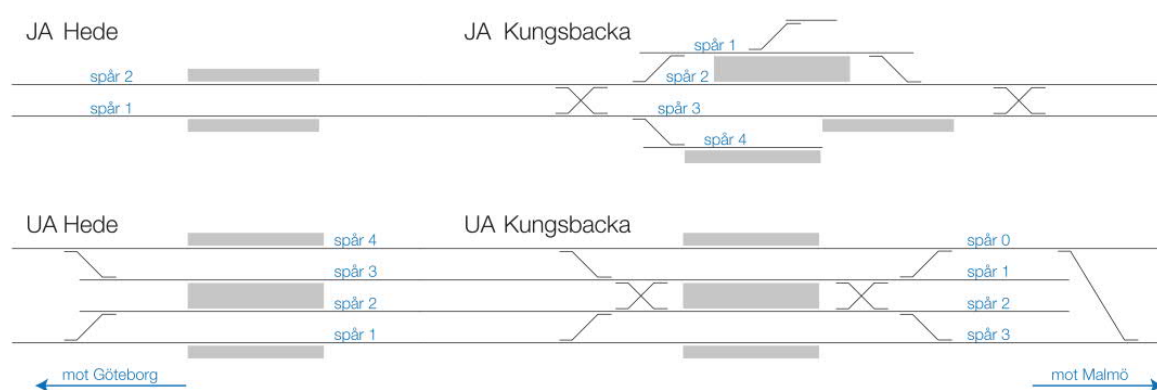 JA Hede
JA Kungsbacka
spår 1
spår 2
spår 2
spår 1
spår 3
spår 4
UA Hede
UA Kungsbacka
spår 4
spår 0
spår 3
spår 1
spår 2
spår 2
spår 1
spår 3
mot Göteborg
mot Malmö